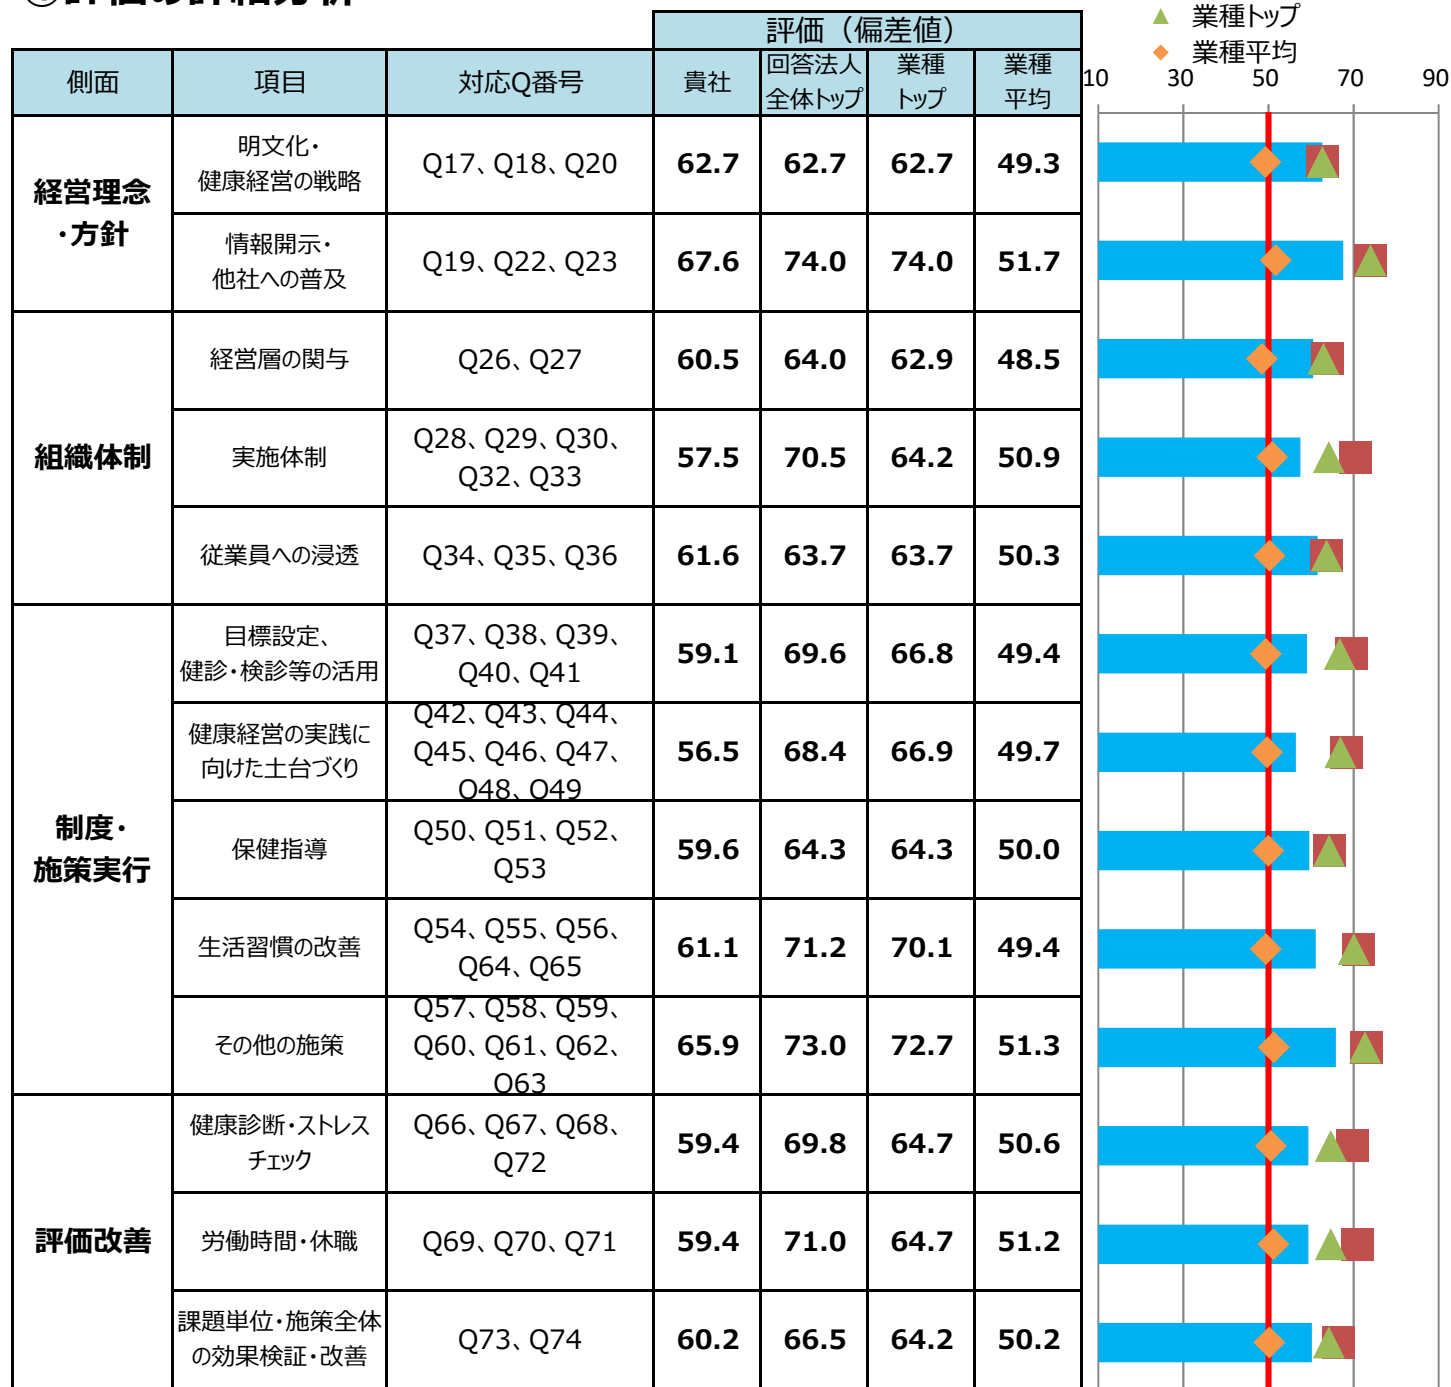 評価（偏差値）
側面 項目 対応Q番号 貴社 回答法人 業種 業種
全体トップ トップ 平均
業種トップ
業種平均
10 30 50 70 90
経営理念
・方針
明文化・
健康経営の戦略
Q17、Q18、Q20 62.7 62.7 62.7 49.3
情報開示・
他社への普及
Q19、Q22、Q23 67.6 74.0 74.0 51.7
組織体制
経営層の関与 Q26、Q27 60.5 64.0 62.9 48.5
実施体制
Q28、Q29、Q30、
Q32、Q33
57.5 70.5 64.2 50.9
従業員への浸透 Q34、Q35、Q36 61.6 63.7 63.7 50.3
制度・
施策実行
目標設定、
健診・検診等の活用
Q37、Q38、Q39、
Q40、Q41
59.1 69.6 66.8 49.4
健康経営の実践に
向けた土台づくり
Q42、Q43、Q44、
Q45、Q46、Q47、
Q48、Q49
56.5 68.4 66.9 49.7
保健指導
Q50、Q51、Q52、
Q53
59.6 64.3 64.3 50.0
生活習慣の改善
Q54、Q55、Q56、
Q64、Q65
61.1 71.2 70.1 49.4
その他の施策
Q57、Q58、Q59、
Q60、Q61、Q62、
Q63
65.9 73.0 72.7 51.3
評価改善
健康診断・ストレス
チェック
Q66、Q67、Q68、
Q72
59.4 69.8 64.7 50.6
労働時間・休職 Q69、Q70、Q71 59.4 71.0 64.7 51.2
課題単位・施策全体
の効果検証・改善
Q73、Q74 60.2 66.5 64.2 50.2